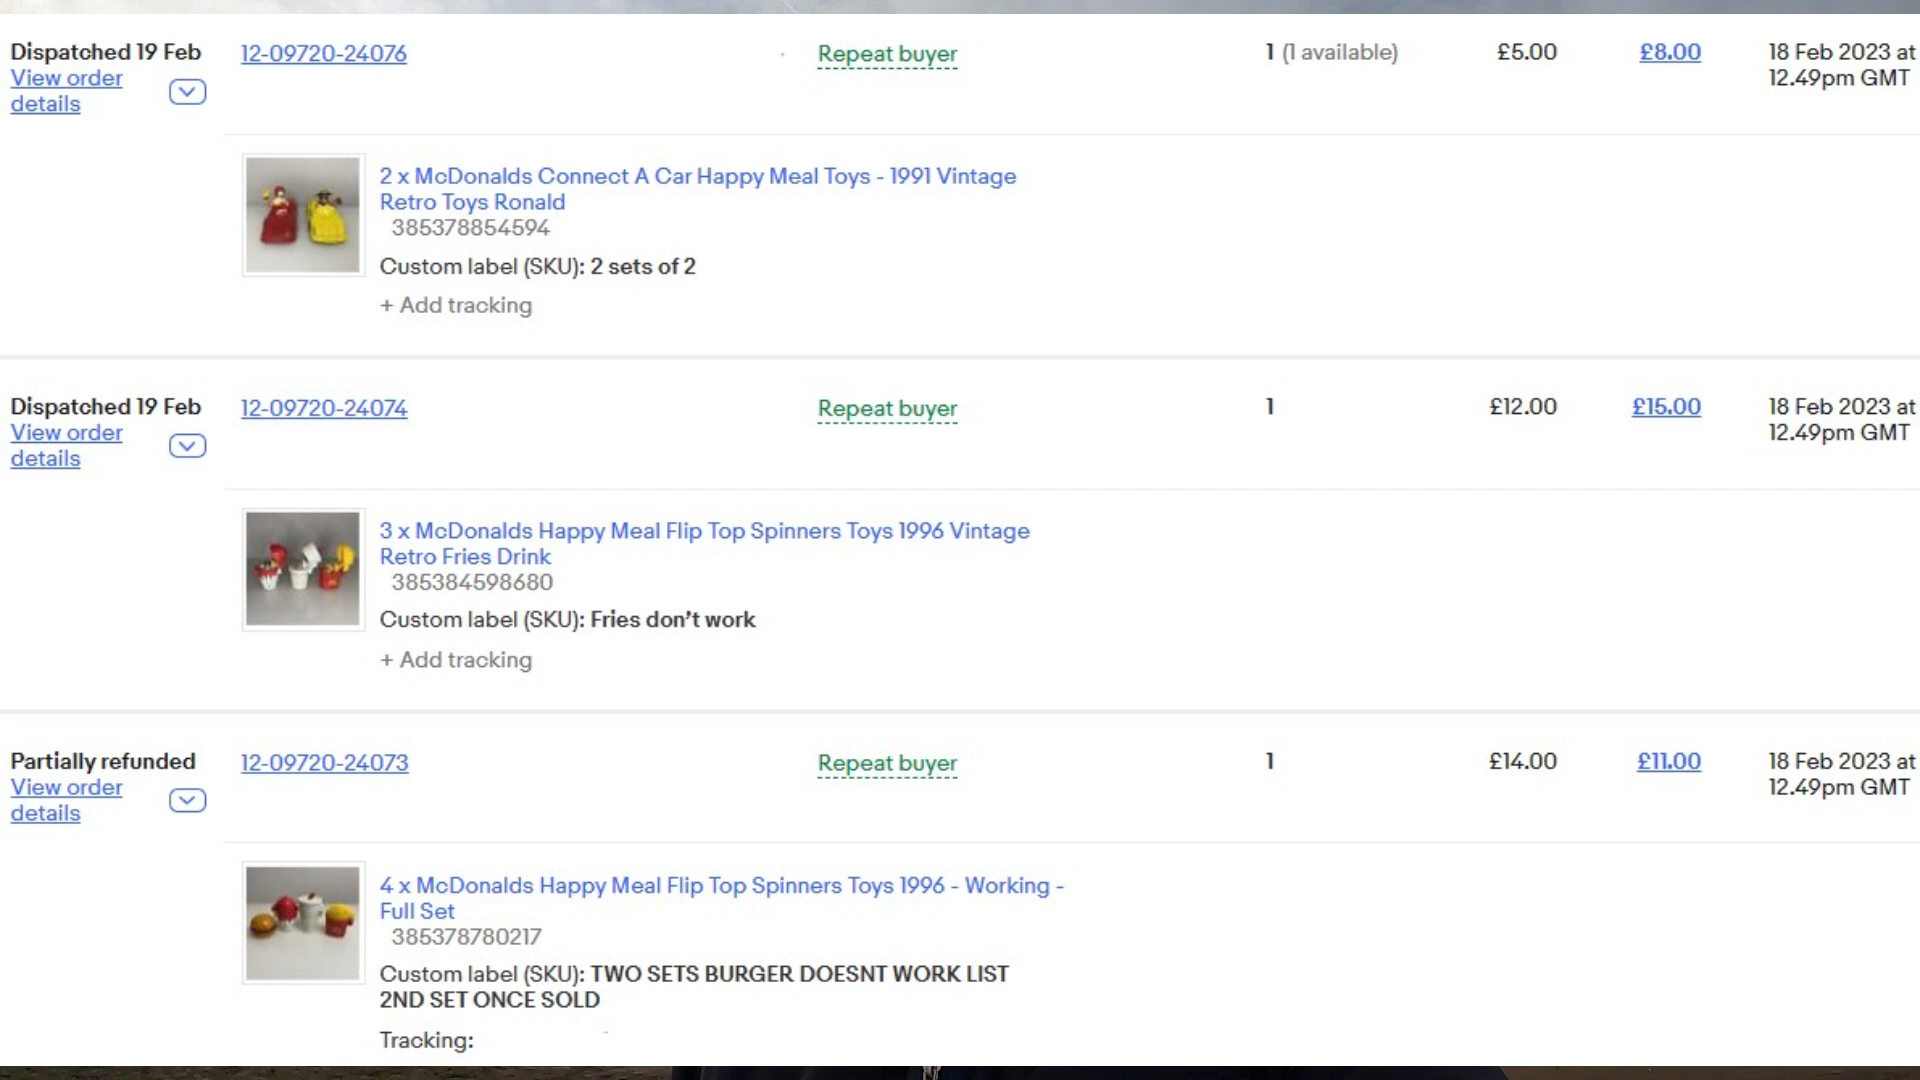 Dispatched 19 Feb
View order
details
12-09720-24076
Repeat buyer
1 (1 available)
£5.00
£8.00
18 Feb 2023 at
12.49pm GMT
2 x McDonalds Connect A Car Happy Meal Toys - 1991 Vintage
Retro Toys Ronald
385378854594
Custom label (SKU): 2 sets of 2
+ Add tracking
Dispatched 19 Feb
View order
details
12-09720-24074
Repeat buyer
1
£12.00
£15.00
18 Feb 2023 at
12.49pm GMT
3 x McDonalds Happy Meal Flip Top Spinners Toys 1996 Vintage
Retro Fries Drink
385384598680
Custom label (SKU): Fries don't work
+ Add tracking
Partially refunded
View order
details
12-09720-24073
Repeat buyer
1
£14.00
£11.00
18 Feb 2023 at
12.49pm GMT
4 x McDonalds Happy Meal Flip Top Spinners Toys 1996 - Working -
Full Set
385378780217
Custom label (SKU): TWO SETS BURGER DOESNT WORK LIST
2ND SET ONCE SOLD
Tracking: